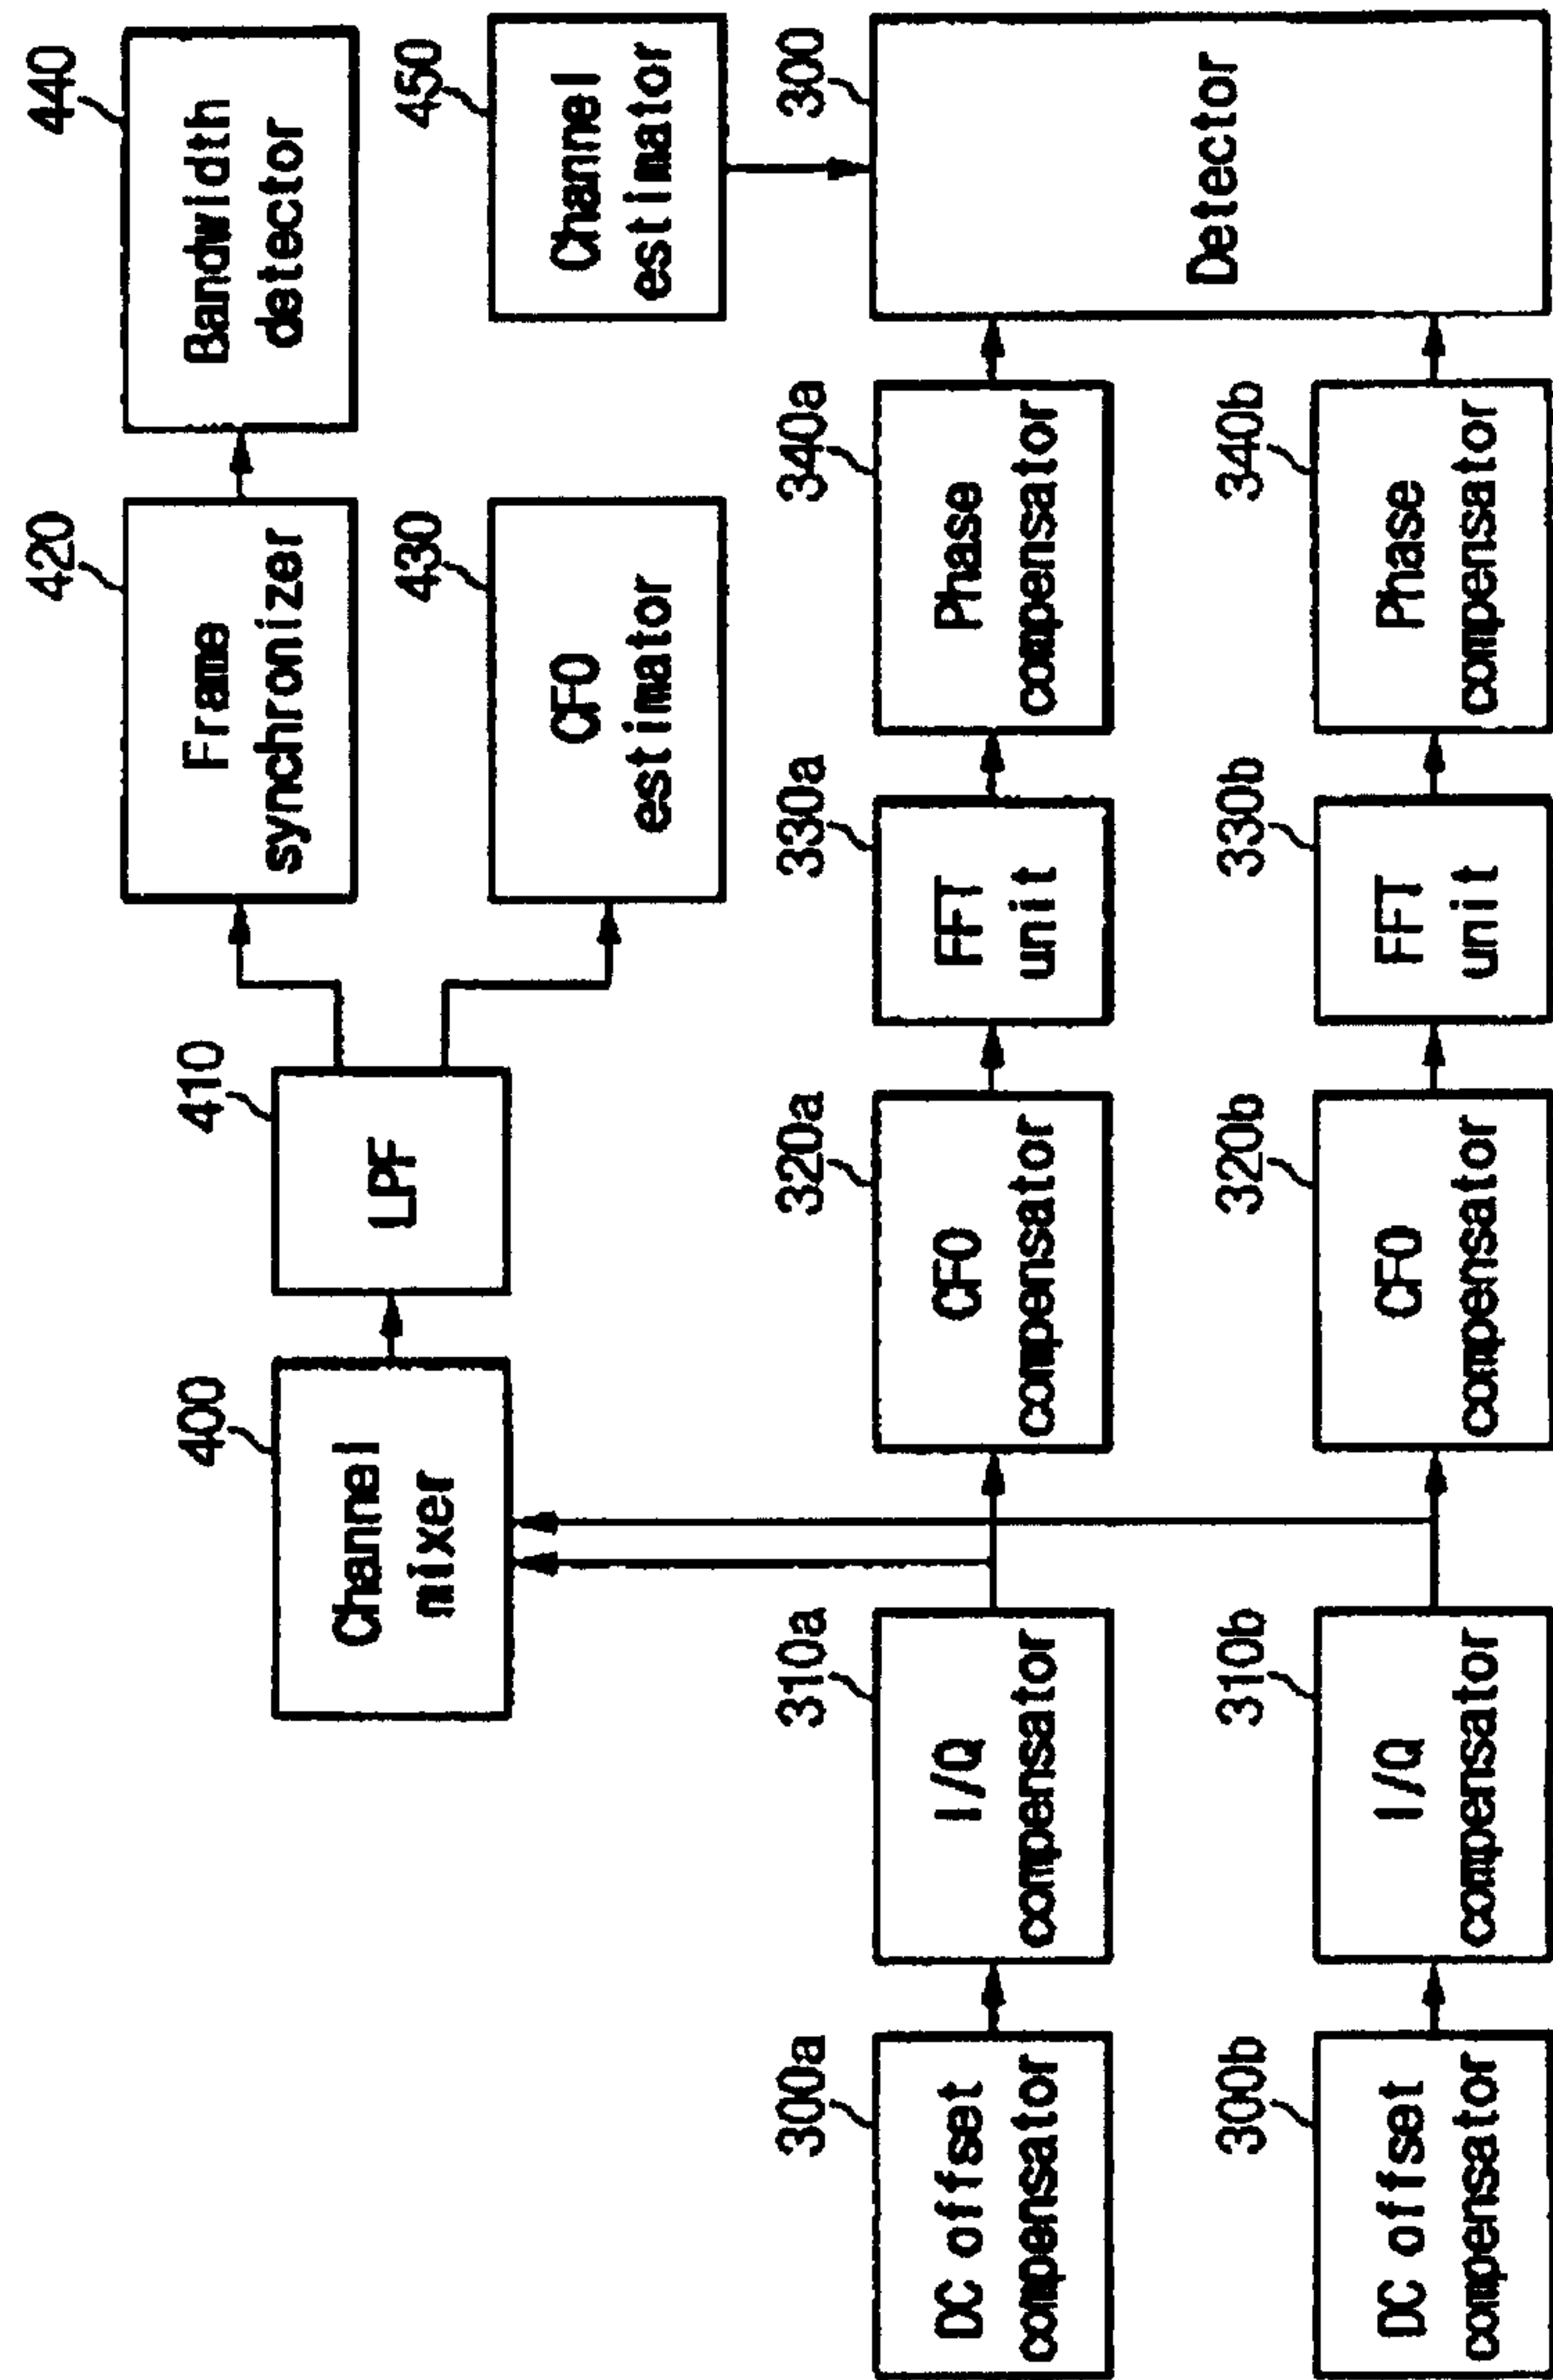 440
Bandwidth
detector
420
Frame
synchronizer
450
Channel
estimator
430
CFO
estimator
410
LPF
400
Channel
mixer
300a
DC offset
compensator
310a
I/Q
compensator
320a
CFO
compensator
330a
FFT
unit
340a
Phase
compensator
300
Detector
300b
DC offset
compensator
310b
I/Q
compensator
320b
CFO
compensator
330b
FFT
unit
340b
Phase
compensator